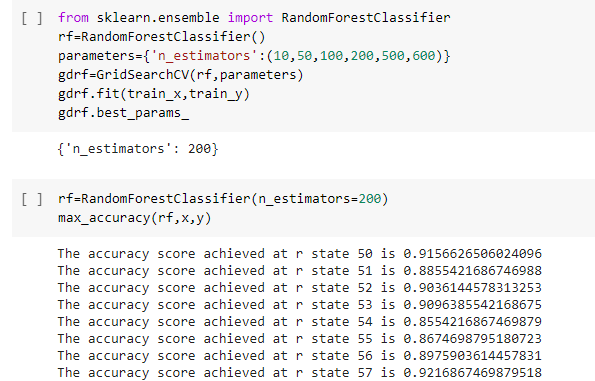 [ ] from sklearn.ensemble import RandomForestClassifier
rf=RandomForestClassifier()
parameters={'n_estimators':(10,50,100,200,500,600)}
gdrf=GridSearchCV(rf,parameters)
gdrf.fit(train_x,train_y)
gdrf.best_params_
{'n_estimators': 200}
[ ] rf=RandomForestClassifier(n_estimators=200)
max_accuracy(rf,x,y)
The accuracy score achieved at r state 50 is 0.9156626506024096
The accuracy score achieved at r state 51 is 0.8855421686746988
The accuracy score achieved at r state 52 is 0.9036144578313253
The accuracy score achieved at r state 53 is 0.9096385542168675
The accuracy score achieved at r state 54 is 0.8554216867469879
The accuracy score achieved at r state 55 is 0.8674698795180723
The accuracy score achieved at r state 56 is 0.8975903614457831
The accuracy score achieved at r state 57 is 0.9216867469879518